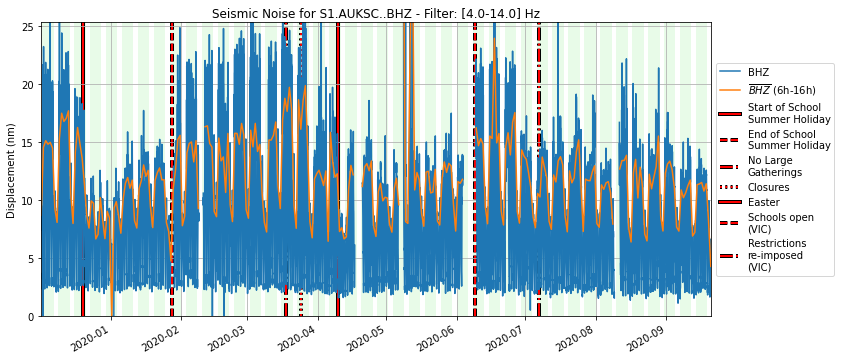 Seismic Noise for S1.AUKSC..BHZ - Filter: [4.0-14.0] Hz
Displacement (nm)
25
20
15
10
5
0
2020-01
2020-02
2020-03
2020-04
2020-05
2020-06
2020-07
2020-08
2020-09
BHZ
BHZ (6h-16h)
Start of School
Summer Holiday
End of School
Summer Holiday
No Large
Gatherings
Closures
Easter
Schools open
(VIC)
Restrictions
re-imposed
(VIC)